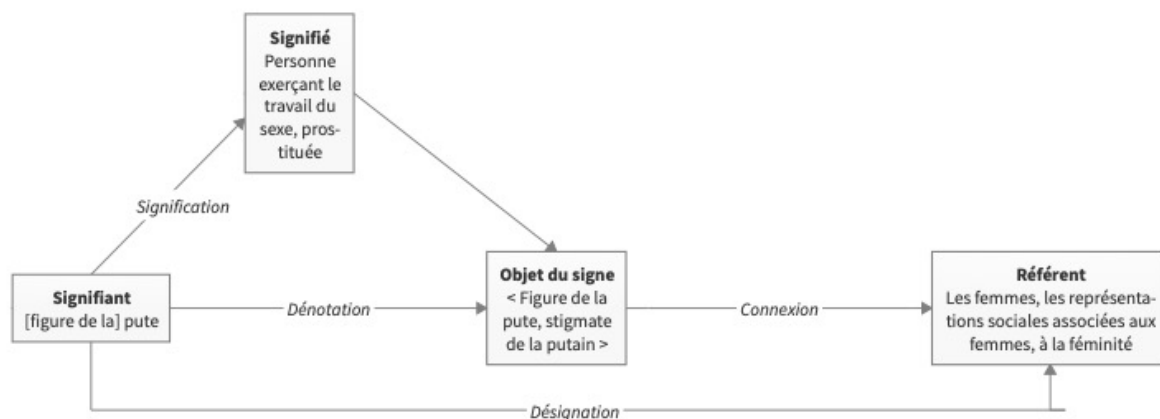 Signifié
Personne
exerçant le
travail du
sexe, pros-
tituée
Signification
Signifiant
[figure de la] pute
Dénotation
Objet du signe
< Figure de la
pute, stigmate
de la putain >
Connexion
Référent
Les femmes, les représenta-
tions sociales associées aux
femmes, à la féminité
Désignation